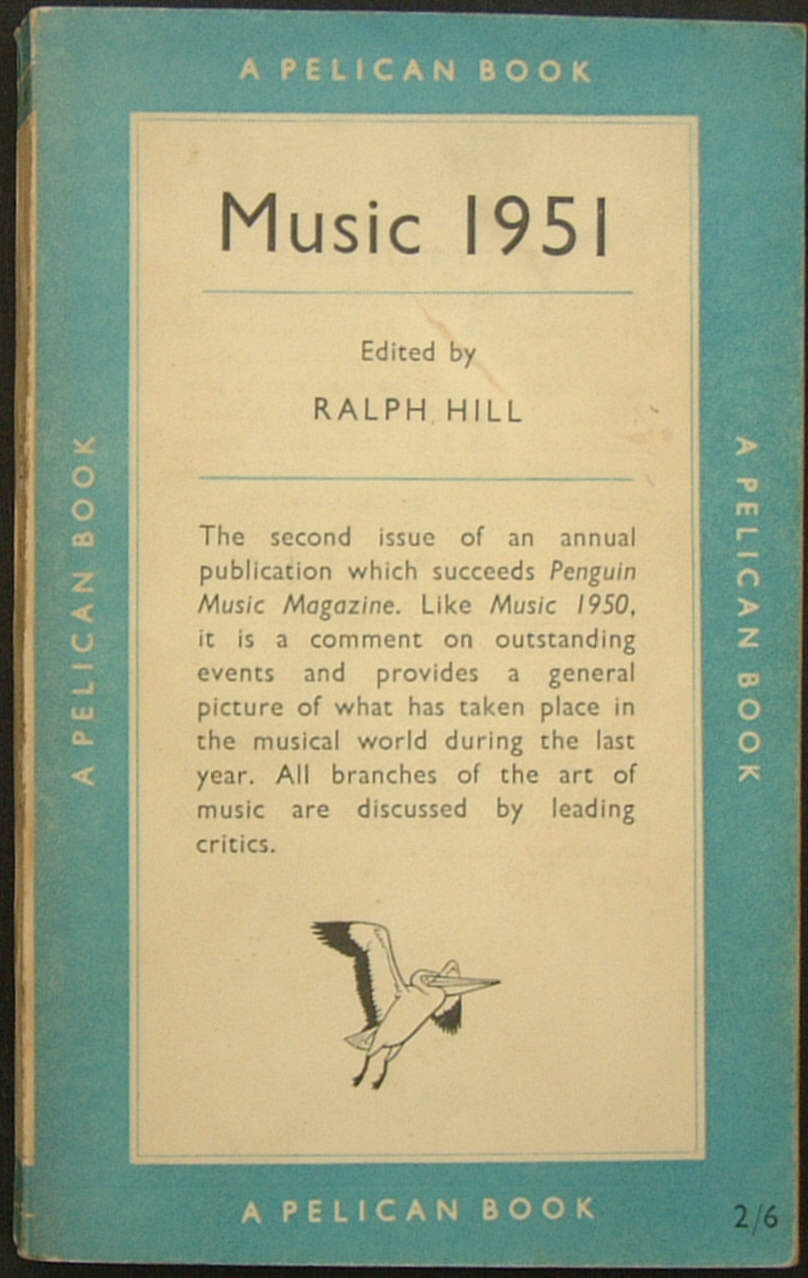 A PELICAN BOOK
Music 1951
Edited by
RALPH HILL
The second issue of an annual
publication which succeeds Penguin
Music Magazine. Like Music 1950,
it is a comment on outstanding
events and provides a general
picture of what has taken place in
the musical world during the last
year. All branches of the art of
music are discussed by leading
critics.
A PELICAN BOOK
A PELICAN BOOK
A PELICAN BOOK
2/6